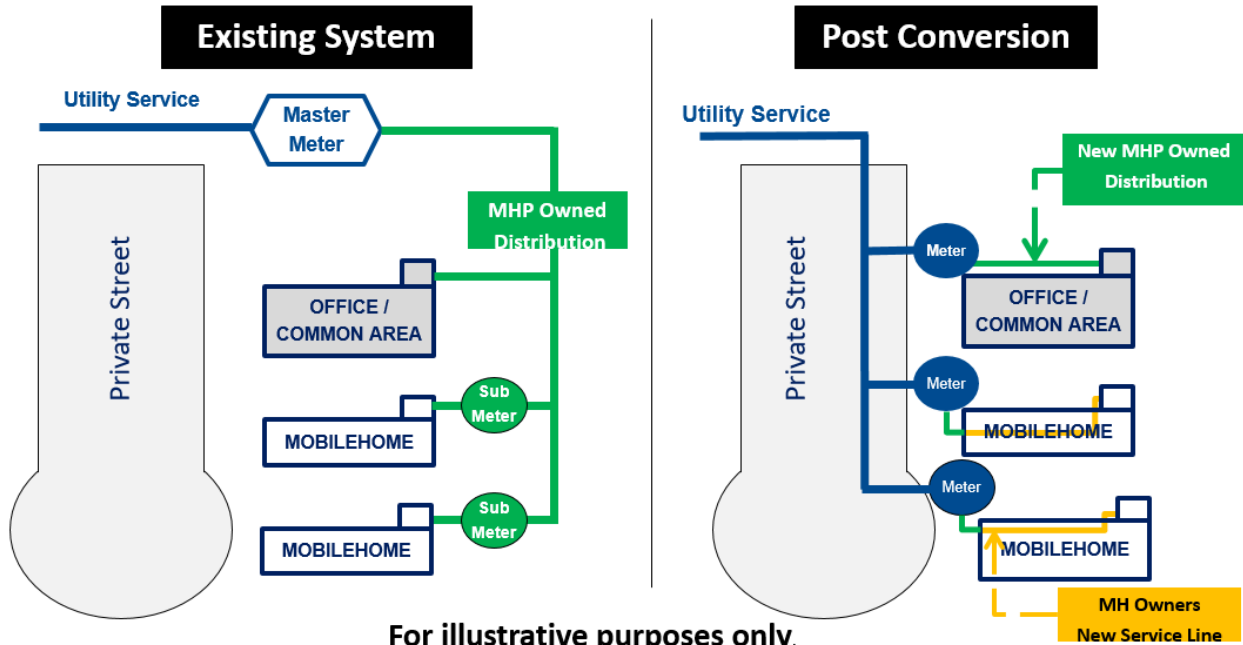 Existing System
Utility Service
Master
Meter
MHP Owned
Distribution
Private Street
OFFICE /
COMMON AREA
Sub
Meter
MOBILEHOME
Sub
Meter
MOBILEHOME
Post Conversion
Utility Service
New MHP Owned
Distribution
Private Street
Meter
OFFICE /
COMMON AREA
Meter
MOBILEHOME
Meter
MOBILEHOME
MH Owners
New Service Line
For illustrative purposes only.